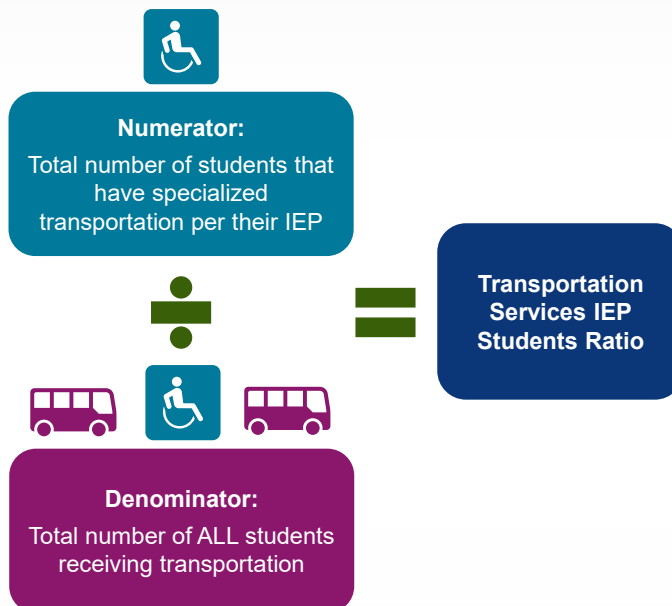 Numerator:
Total number of students that
have specialized
transportation per their IEP
Transportation
Services IEP
Students Ratio
Denominator:
Total number of ALL students
receiving transportation